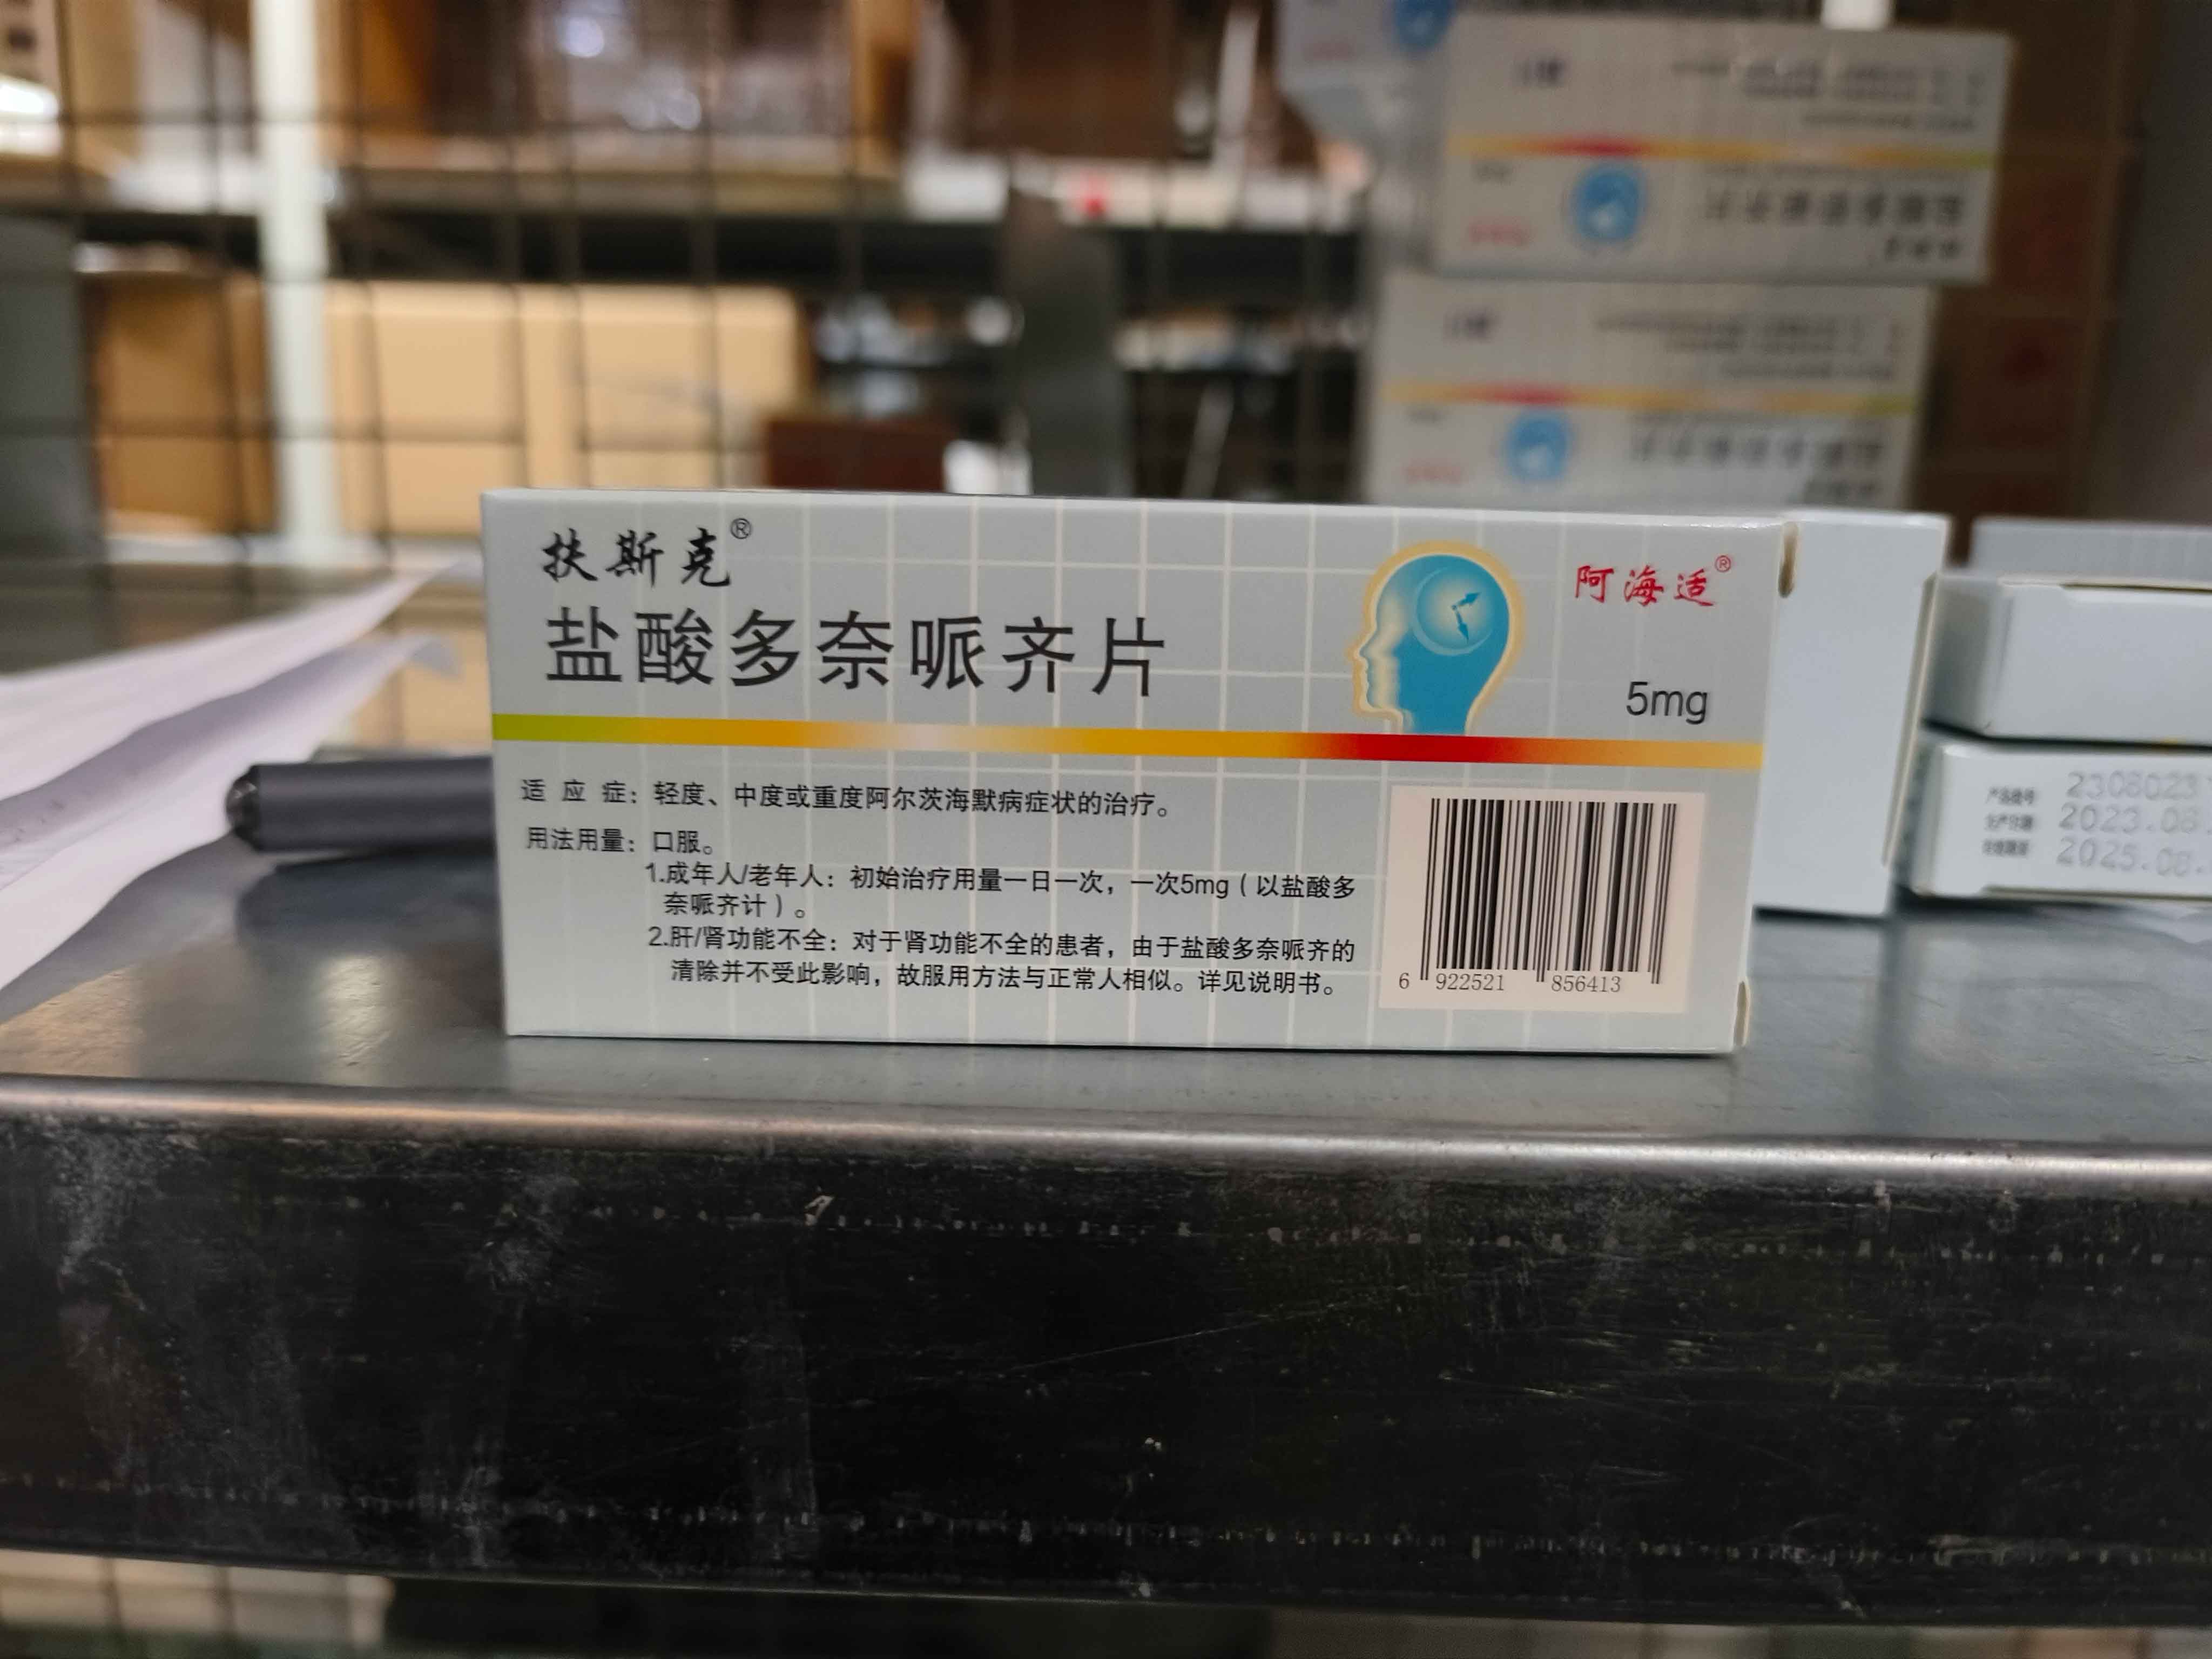 扶斯克®
阿海适®
盐酸多奈哌齐片
5mg
适应症：轻度、中度或重度阿尔茨海默病症状的治疗。
用法用量：口服。
1.成年人/老年人：初始治疗用量一日一次，一次5mg（以盐酸多
奈哌齐计）。
2.肝/肾功能不全：对于肾功能不全的患者，由于盐酸多奈哌齐的
清除并不受此影响，故服用方法与正常人相似。详见说明书。
6 922521 856413
2308023
2023.08.
2025.08.